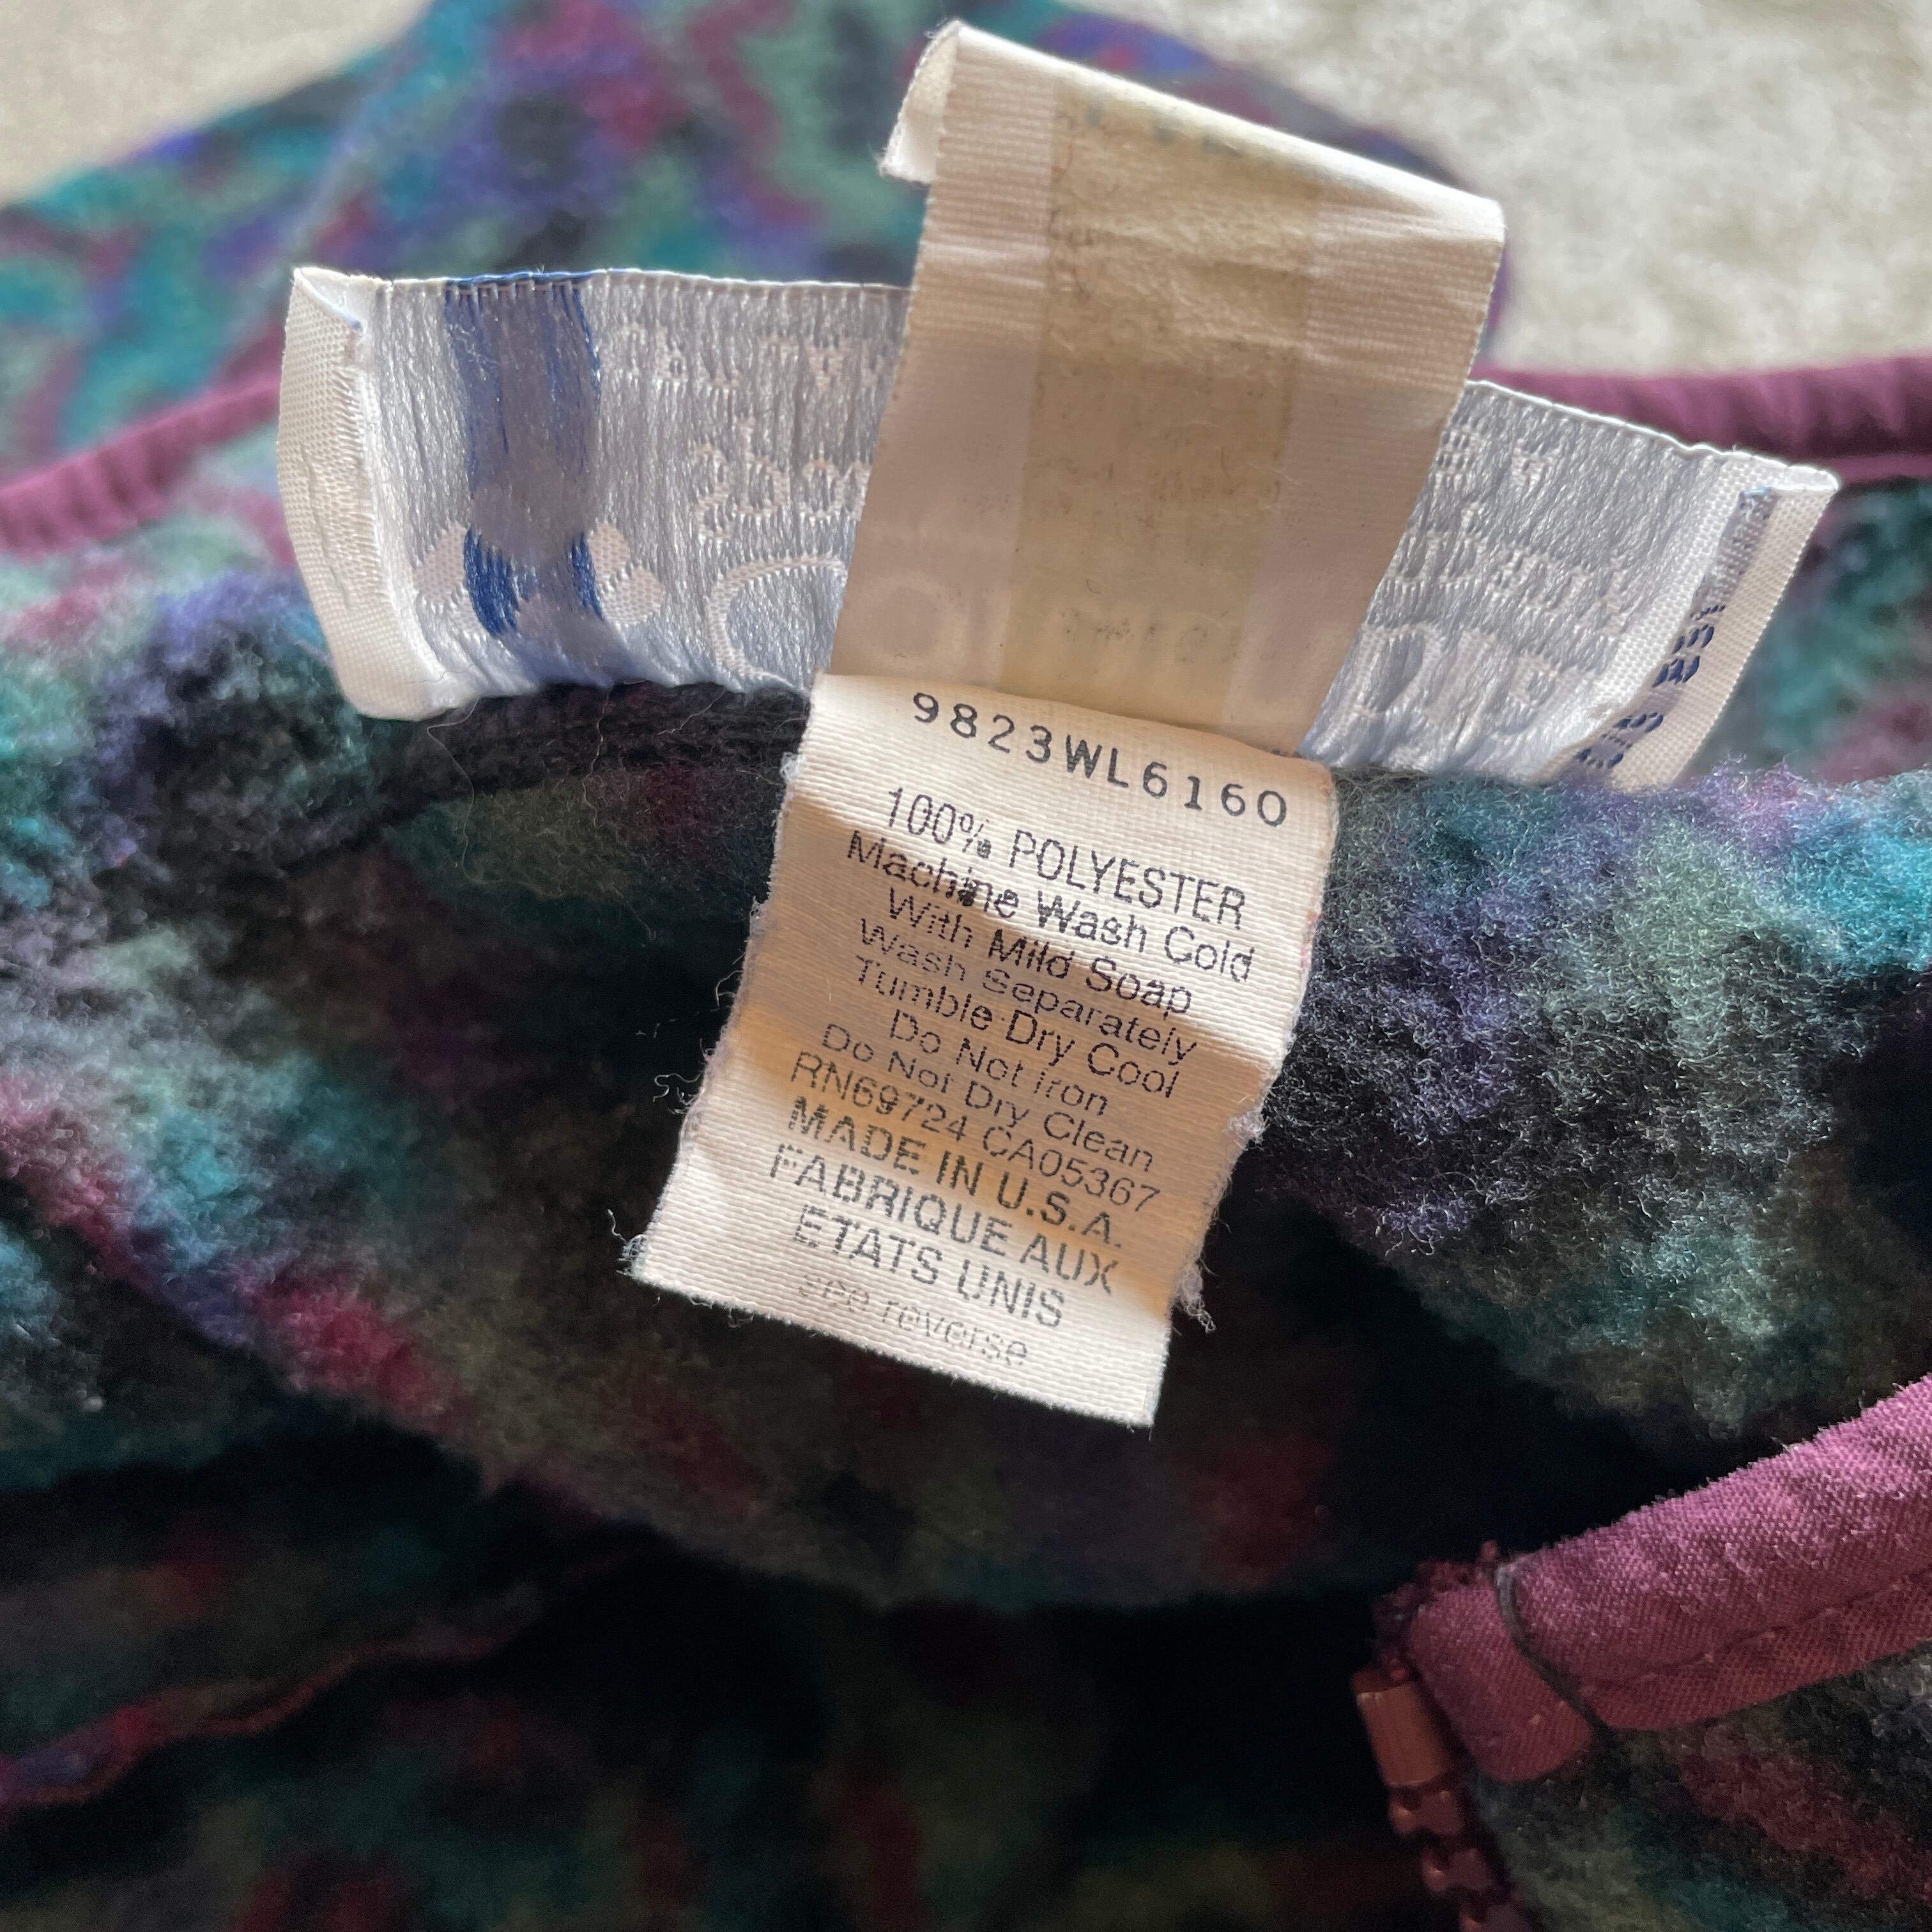 9823WL6160
100% POLYESTER
Machine Wash Cold
With Mild Soap
Wash Separately
Tumble Dry Cool
Do Not Iron
Do Not Dry Clean
RN69724 CA05367
MADE IN U.S.A.
FABRIQUE AUX
ETATS UNIS
see reverse